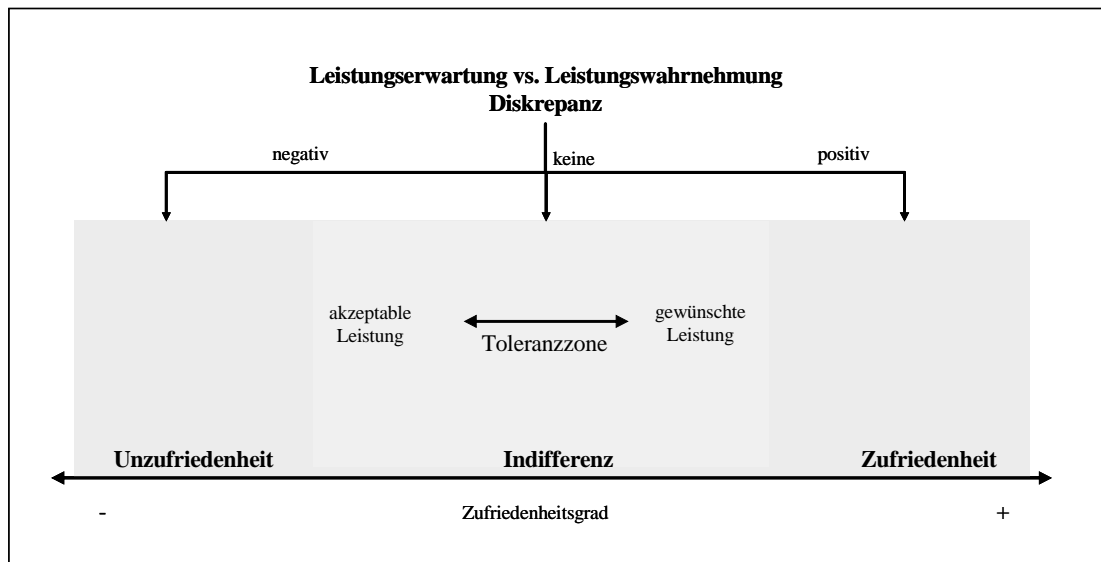 Leistungserwartung vs. Leistungswahrnehmung
Diskrepanz
negativ
keine
positiv
akzeptable
Leistung
Toleranzzone
gewünschte
Leistung
Unzufriedenheit
Indifferenz
Zufriedenheit
-
Zufriedenheitsgrad
+